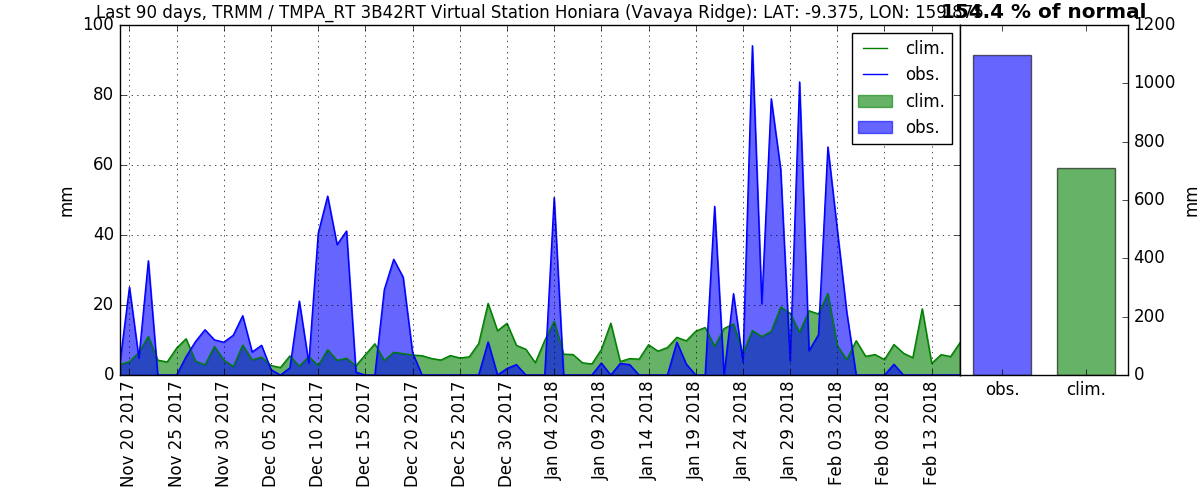 Last 90 days, TRMM / TMPA_RT 3B42RT Virtual Station Honiara (Vavaya Ridge): LAT: -9.375, LON:
154.4 % of normal
100
80
60
40
20
0
mm
clim.
obs.
clim.
obs.
1200
1000
800
600
400
200
0
mm
Nov 20 2017
Nov 25 2017
Nov 30 2017
Dec 05 2017
Dec 10 2017
Dec 15 2017
Dec 20 2017
Dec 25 2017
Dec 30 2017
Jan 04 2018
Jan 09 2018
Jan 14 2018
Jan 19 2018
Jan 24 2018
Jan 29 2018
Feb 03 2018
Feb 08 2018
Feb 13 2018
obs.
clim.